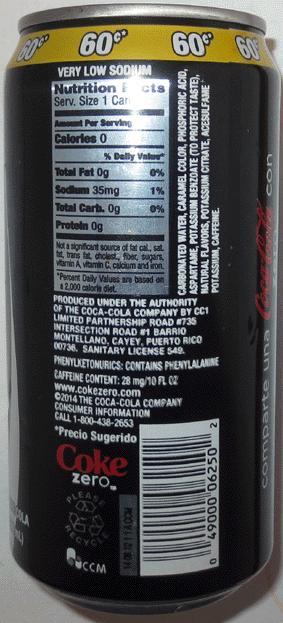 60¢* 60¢* 60¢* 60
VERY LOW SODIUM
Nutrition Facts
Serv. Size 1 Can
Amount Per Serving
Calories 0
% Daily Value*
Total Fat 0g 0%
Sodium 35mg 1%
Total Carb. 0g 0%
Protein 0g
Not a significant source of fat cal., sat.
fat, trans fat, cholest., fiber, sugars,
vitamin A, vitamin C, calcium and iron.
*Percent Daily Values are based on
a 2,000 calorie diet.
CARBONATED WATER, CARAMEL COLOR, PHOSPHORIC ACID,
ASPARTAME, POTASSIUM BENZOATE (TO PROTECT TASTE),
NATURAL FLAVORS, POTASSIUM CITRATE, ACESULFAME
POTASSIUM, CAFFEINE.
PRODUCED UNDER THE AUTHORITY
OF THE COCA-COLA COMPANY BY CC1
LIMITED PARTNERSHIP ROAD #735
INTERSECTION ROAD #1 BARRIO
MONTELLANO, CAYEY, PUERTO RICO
00736. SANITARY LICENSE 549.
PHENYLKETONURICS: CONTAINS PHENYLALANINE
CAFFEINE CONTENT: 28 mg/10 FL OZ
www.cokezero.com
©2014 THE COCA-COLA COMPANY
CONSUMER INFORMATION
CALL 1-800-438-2653
*Precio Sugerido
Coke
zero™
PLEASE
RECYCLE
CCM
0 49000 06250 2
comparte una Coca-Cola con
OLA